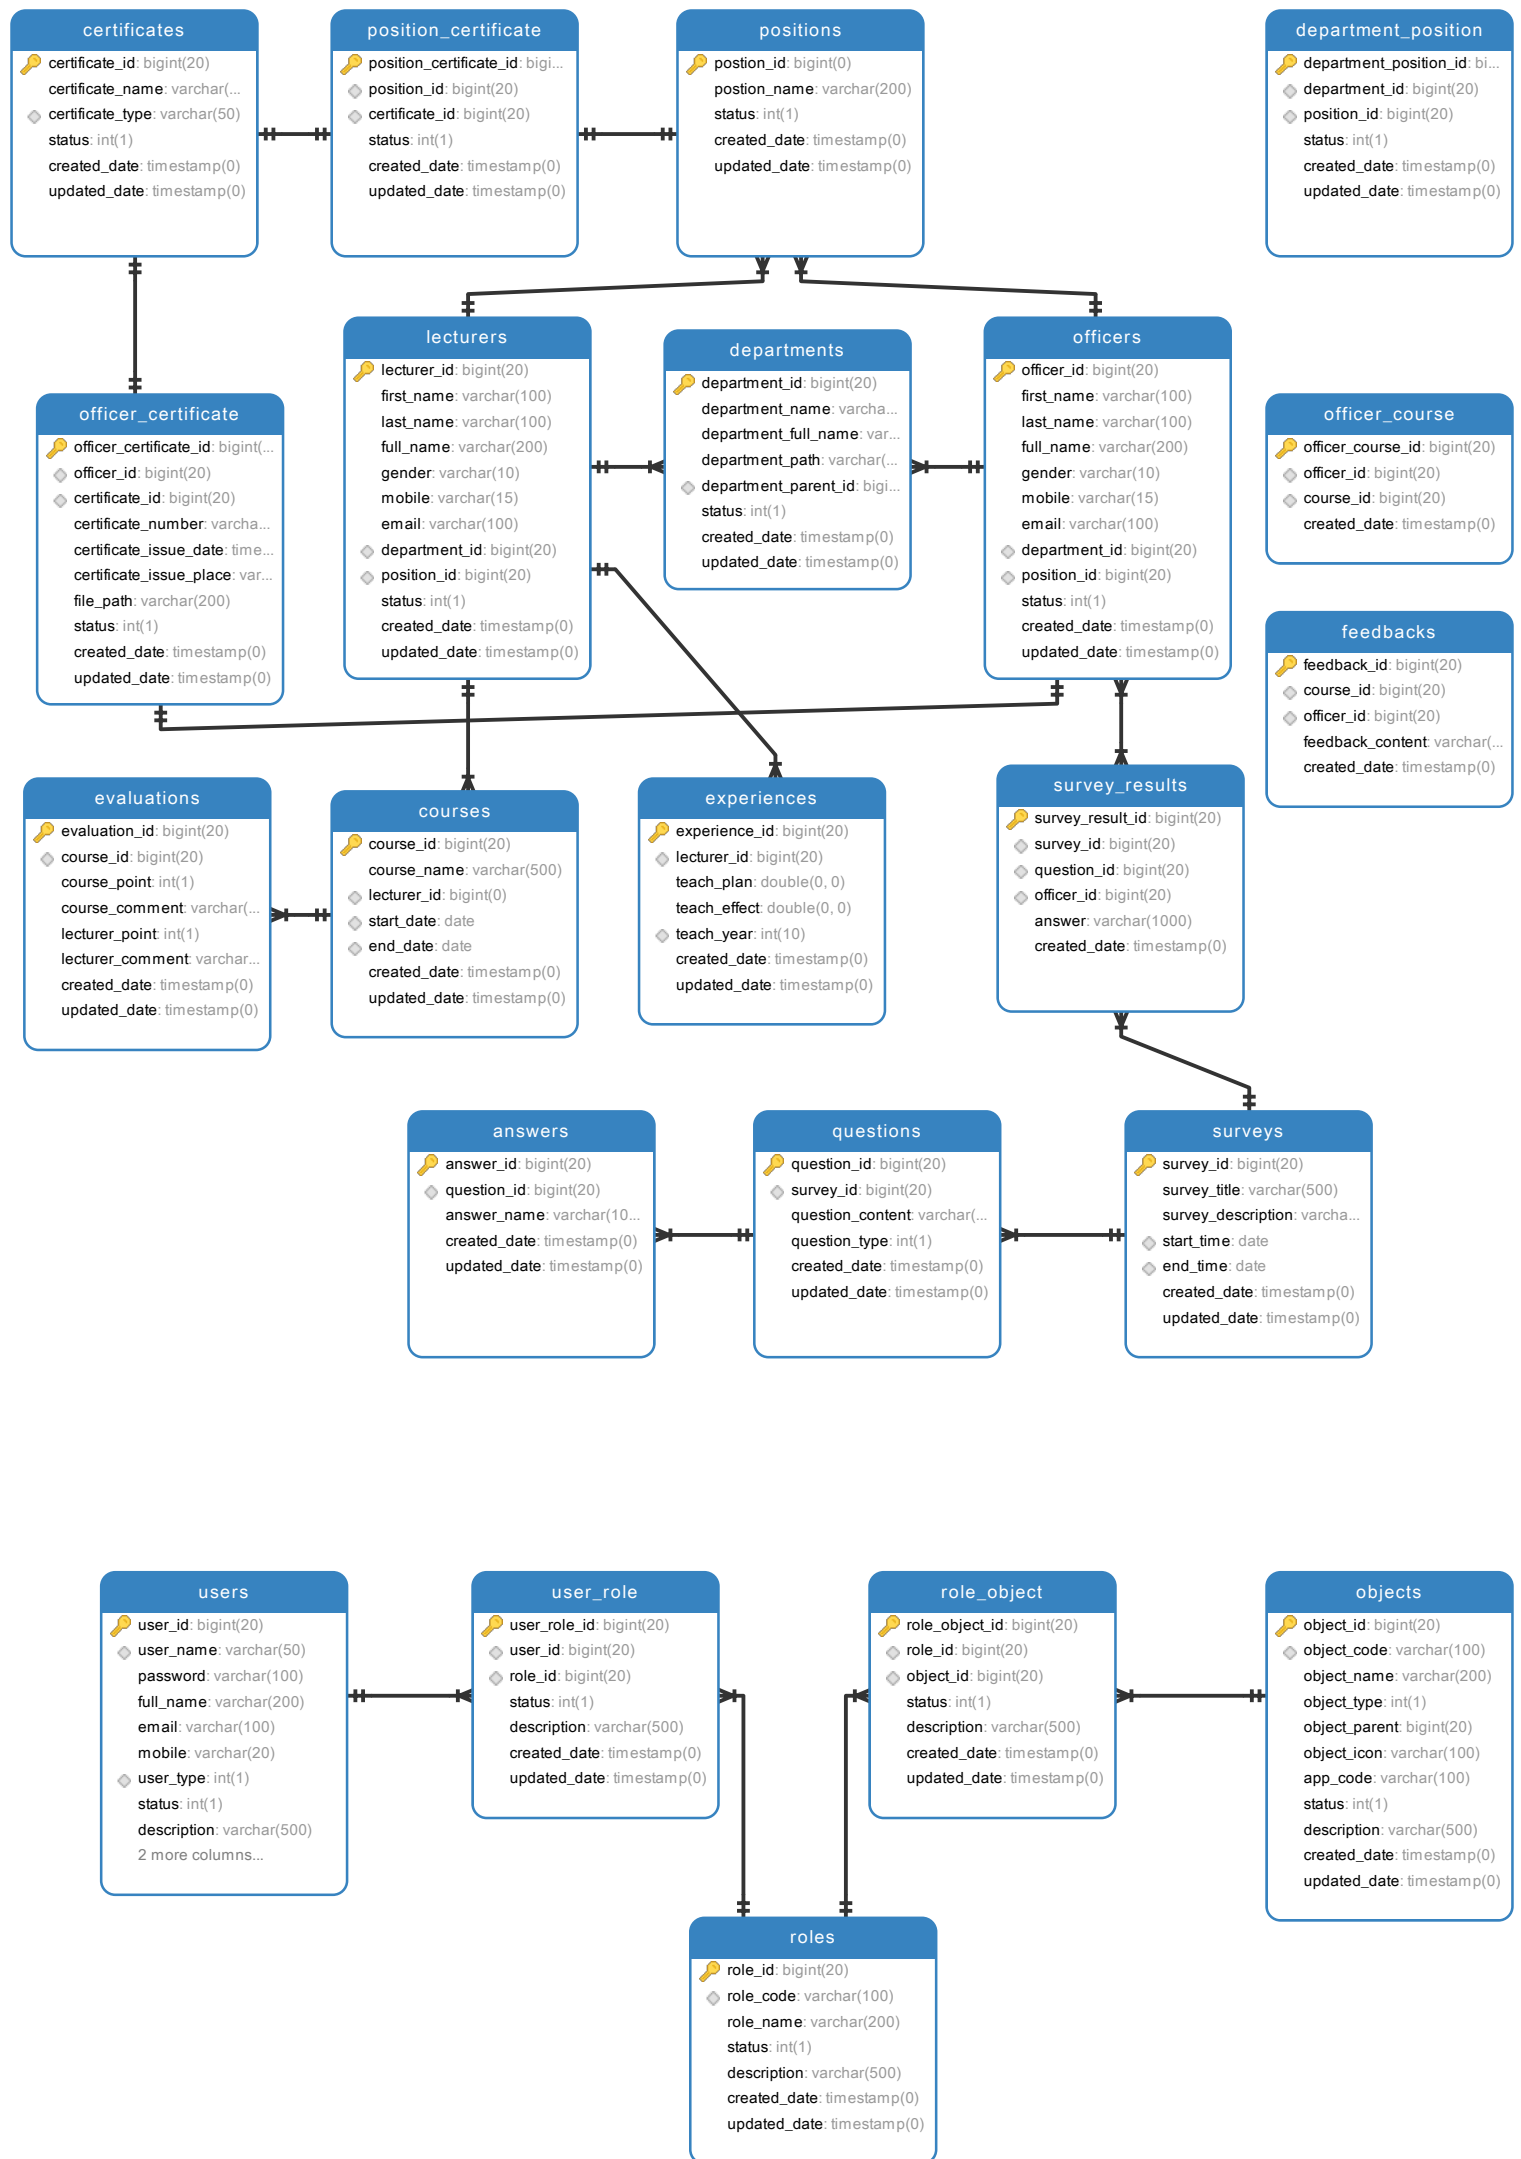 certificates
certificate_id: bigint(20)
certificate_name: varchar(...
certificate_type: varchar(50)
status: int(1)
created_date: timestamp(0)
updated_date: timestamp(0)
position_certificate
position_certificate_id: bigi...
position_id: bigint(20)
certificate_id: bigint(20)
status: int(1)
created_date: timestamp(0)
updated_date: timestamp(0)
positions
postion_id: bigint(0)
postion_name: varchar(200)
status: int(1)
created_date: timestamp(0)
updated_date: timestamp(0)
department_position
department_position_id: bi...
department_id: bigint(20)
position_id: bigint(20)
status: int(1)
created_date: timestamp(0)
updated_date: timestamp(0)
officer_certificate
officer_certificate_id: bigint(...
officer_id: bigint(20)
certificate_id: bigint(20)
certificate_number: varcha...
certificate_issue_date: time...
certificate_issue_place: var...
file_path: varchar(200)
status: int(1)
created_date: timestamp(0)
updated_date: timestamp(0)
lecturers
lecturer_id: bigint(20)
first_name: varchar(100)
last_name: varchar(100)
full_name: varchar(200)
gender: varchar(10)
mobile: varchar(15)
email: varchar(100)
department_id: bigint(20)
position_id: bigint(20)
status: int(1)
created_date: timestamp(0)
updated_date: timestamp(0)
departments
department_id: bigint(20)
department_name: varcha...
department_full_name: var...
department_path: varchar(...
department_parent_id: bigi...
status: int(1)
created_date: timestamp(0)
updated_date: timestamp(0)
officers
officer_id: bigint(20)
first_name: varchar(100)
last_name: varchar(100)
full_name: varchar(200)
gender: varchar(10)
mobile: varchar(15)
email: varchar(100)
department_id: bigint(20)
position_id: bigint(20)
status: int(1)
created_date: timestamp(0)
updated_date: timestamp(0)
officer_course
officer_course_id: bigint(20)
officer_id: bigint(20)
course_id: bigint(20)
created_date: timestamp(0)
feedbacks
feedback_id: bigint(20)
course_id: bigint(20)
officer_id: bigint(20)
feedback_content: varchar(...
created_date: timestamp(0)
evaluations
evaluation_id: bigint(20)
course_id: bigint(20)
course_point: int(1)
course_comment: varchar(...
lecturer_point: int(1)
lecturer_comment: varchar...
created_date: timestamp(0)
updated_date: timestamp(0)
courses
course_id: bigint(20)
course_name: varchar(500)
lecturer_id: bigint(0)
start_date: date
end_date: date
created_date: timestamp(0)
updated_date: timestamp(0)
experiences
experience_id: bigint(20)
lecturer_id: bigint(20)
teach_plan: double(0, 0)
teach_effect: double(0, 0)
teach_year: int(10)
created_date: timestamp(0)
updated_date: timestamp(0)
survey_results
survey_result_id: bigint(20)
survey_id: bigint(20)
question_id: bigint(20)
officer_id: bigint(20)
answer: varchar(1000)
created_date: timestamp(0)
answers
answer_id: bigint(20)
question_id: bigint(20)
answer_name: varchar(10...
created_date: timestamp(0)
updated_date: timestamp(0)
questions
question_id: bigint(20)
survey_id: bigint(20)
question_content: varchar(...
question_type: int(1)
created_date: timestamp(0)
updated_date: timestamp(0)
surveys
survey_id: bigint(20)
survey_title: varchar(500)
survey_description: varcha...
start_time: date
end_time: date
created_date: timestamp(0)
updated_date: timestamp(0)
users
user_id: bigint(20)
user_name: varchar(50)
password: varchar(100)
full_name: varchar(200)
email: varchar(100)
mobile: varchar(20)
user_type: int(1)
status: int(1)
description: varchar(500)
2 more columns...
user_role
user_role_id: bigint(20)
user_id: bigint(20)
role_id: bigint(20)
status: int(1)
description: varchar(500)
created_date: timestamp(0)
updated_date: timestamp(0)
role_object
role_object_id: bigint(20)
role_id: bigint(20)
object_id: bigint(20)
status: int(1)
description: varchar(500)
created_date: timestamp(0)
updated_date: timestamp(0)
objects
object_id: bigint(20)
object_code: varchar(100)
object_name: varchar(200)
object_type: int(1)
object_parent: bigint(20)
object_icon: varchar(100)
app_code: varchar(100)
status: int(1)
description: varchar(500)
created_date: timestamp(0)
updated_date: timestamp(0)
roles
role_id: bigint(20)
role_code: varchar(100)
role_name: varchar(200)
status: int(1)
description: varchar(500)
created_date: timestamp(0)
updated_date: timestamp(0)